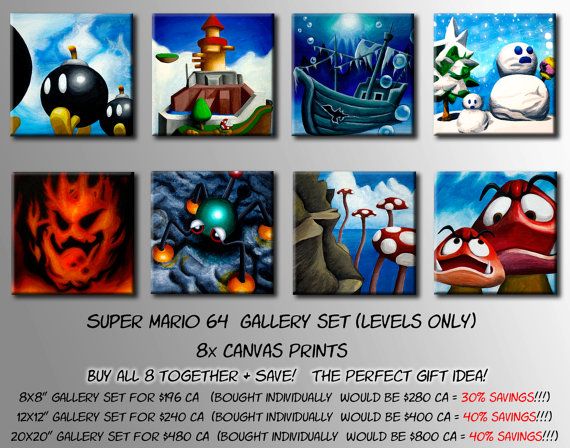 SUPER MARIO 64 GALLERY SET (LEVELS ONLY)
8x CANVAS PRINTS
BUY ALL 8 TOGETHER + SAVE! THE PERFECT GIFT IDEA!
8X8" GALLERY SET FOR $196 CA (BOUGHT INDIVIDUALLY WOULD BE $280 CA = 30% SAVINGS!!!)
12X12" GALLERY SET FOR $240 CA (BOUGHT INDIVIDUALLY WOULD BE $400 CA = 40% SAVINGS!!!)
20X20" GALLERY SET FOR $480 CA (BOUGHT INDIVIDUALLY WOULD BE $800 CA = 40% SAVINGS!!!)